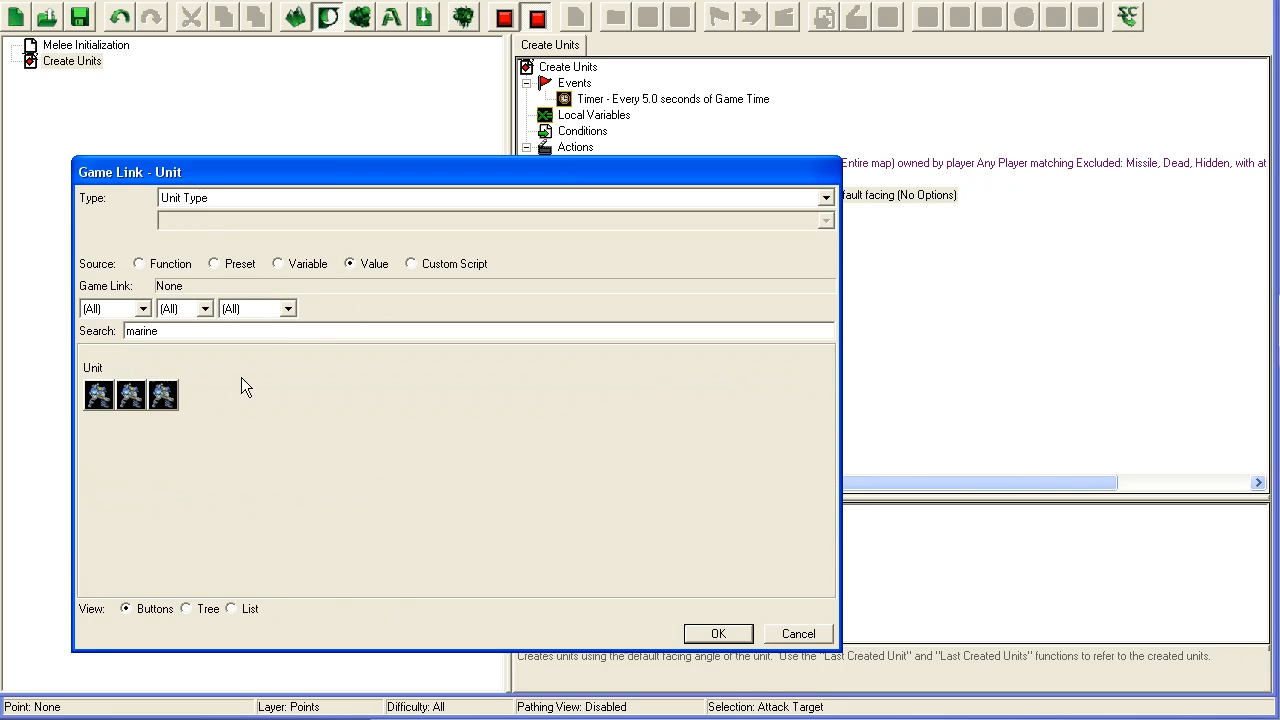 Melee Initialization
Create Units
Create Units
Create Units
Events
Timer - Every 5.0 seconds of Game Time
Local Variables
Conditions
Actions
Entire map) owned by player Any Player matching Excluded: Missile, Dead, Hidden, with at
fault facing (No Options)
Game Link - Unit
Type: Unit Type
Source: Function Preset Variable Value Custom Script
Game Link: None
(All) (All) (All)
Search: marine
Unit
View: Buttons Tree List
OK Cancel
Creates units using the default facing angle of the unit. Use the "Last Created Unit" and "Last Created Units" functions to refer to the created units.
Point: None Layer: Points Difficulty: All Pathing View: Disabled Selection: Attack Target